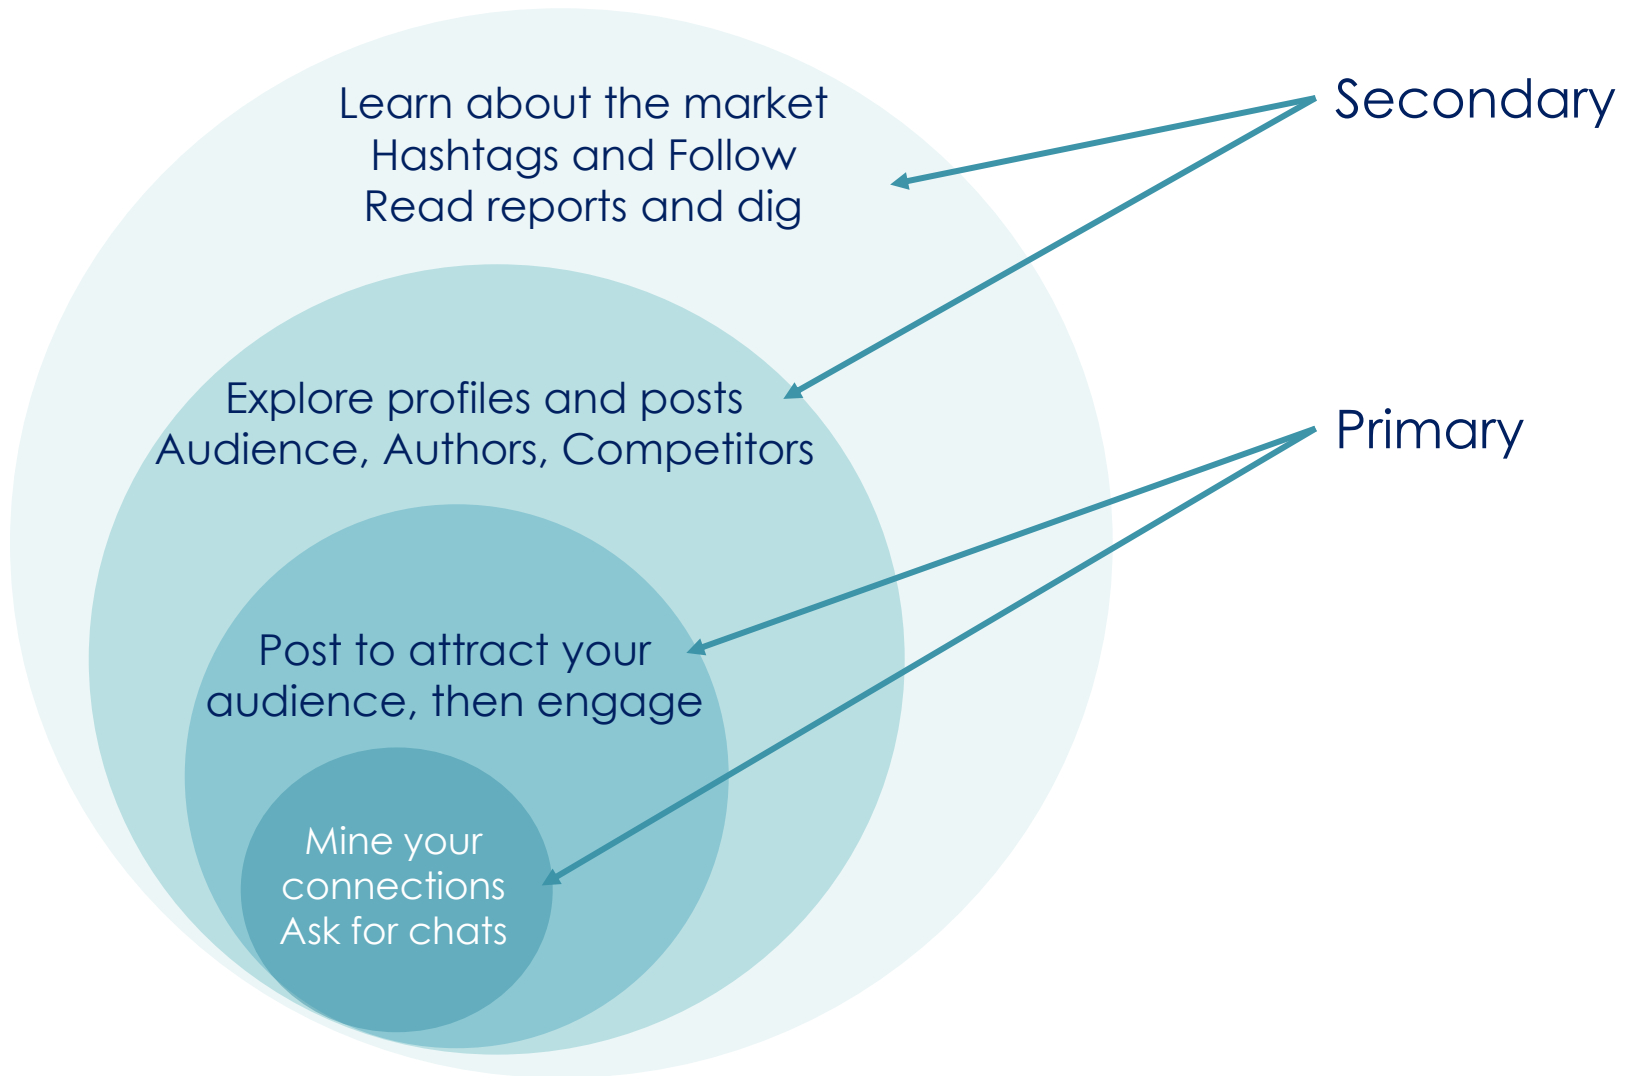 Learn about the market
Hashtags and Follow
Read reports and dig
Secondary
Explore profiles and posts
Audience, Authors, Competitors
Primary
Post to attract your
audience, then engage
Mine your
connections
Ask for chats